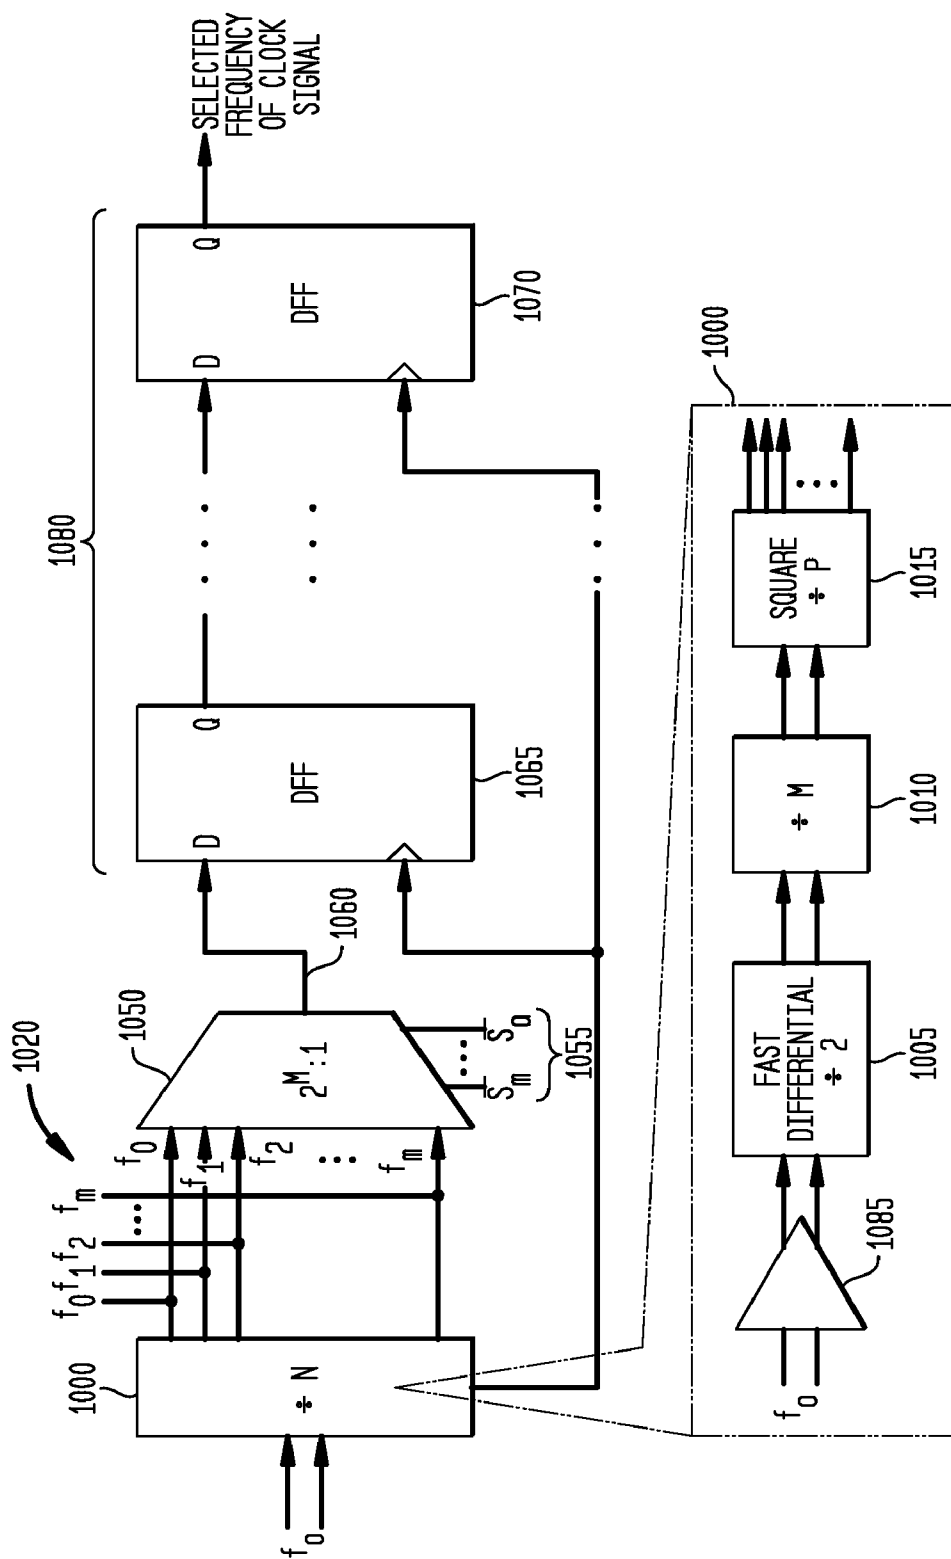 1020
1000
÷ N
f₀
f₀ f₁ f₂ ... fₘ
f₀
f₁
f₂
...
fₘ
1050
2ᴹ:1
Sₘ ... Sₐ
1055
1060
1080
D
Q
DFF
1065
...
D
Q
DFF
1070
SELECTED
FREQUENCY
OF CLOCK
SIGNAL
1000
f₀
1085
FAST
DIFFERENTIAL
÷ 2
1005
÷ M
1010
SQUARE
÷ P
...
1015